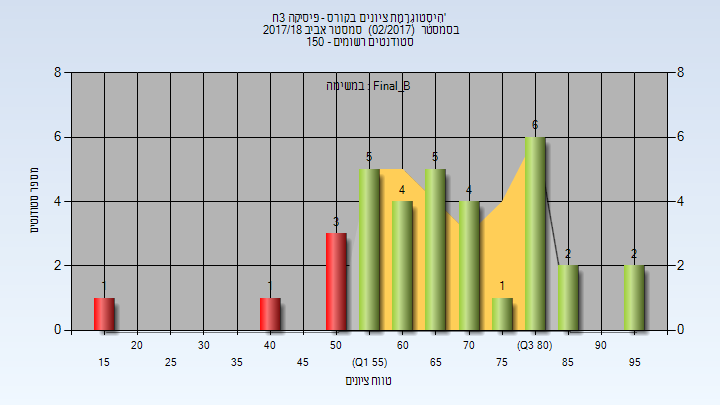 היסטוגרמת ציונים בקורס - פיסיקה 3ח'
בסמסטר (02/2017) סמסטר אביב 2017/18
סטודנטים רשומים - 150
במשימה : Final_B
מספר סטודנטים
8 8
6 6
4 4
2 2
0 0
1 1 3 5 4 5 4 1 6 2 2
20 30 40 50 60 70 (Q3 80) 90
15 25 35 45 (Q1 55) 65 75 85 95
טווח ציונים